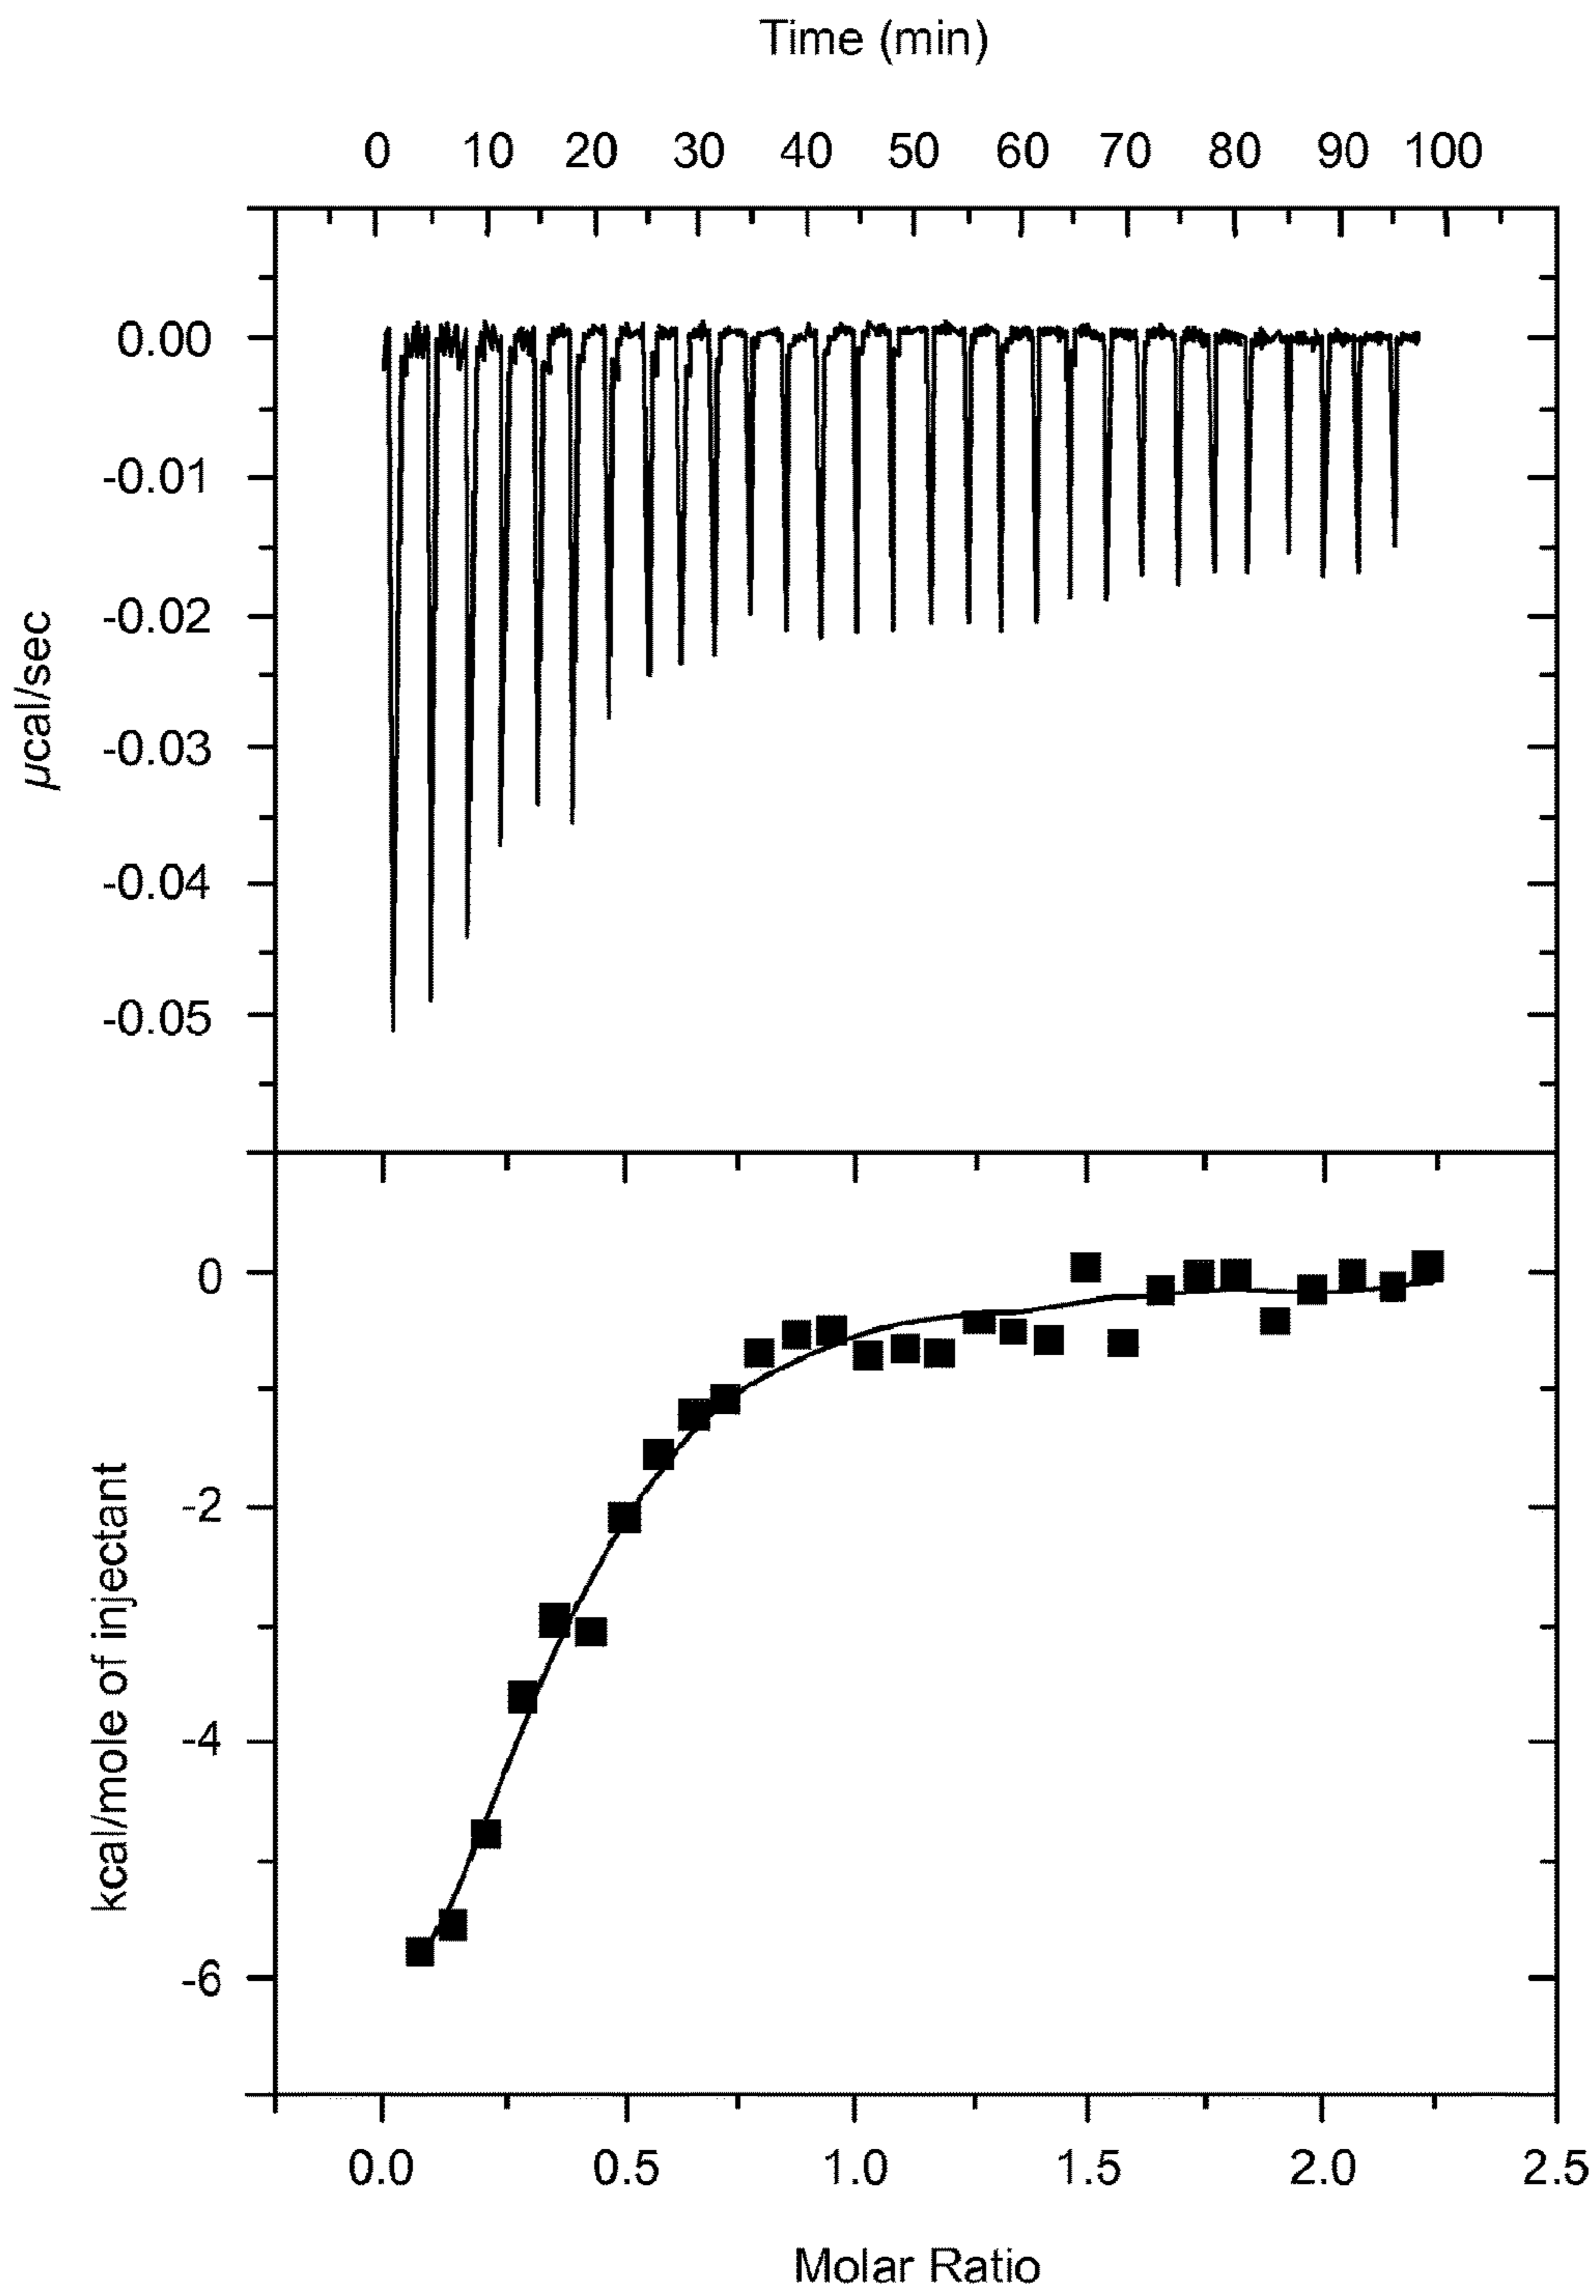 Time (min)
0 10 20 30 40 50 60 70 80 90 100
0.00
-0.01
-0.02
-0.03
-0.04
-0.05
µcal/sec
0
-2
-4
-6
kcal/mole of injectant
0.0 0.5 1.0 1.5 2.0 2.5
Molar Ratio